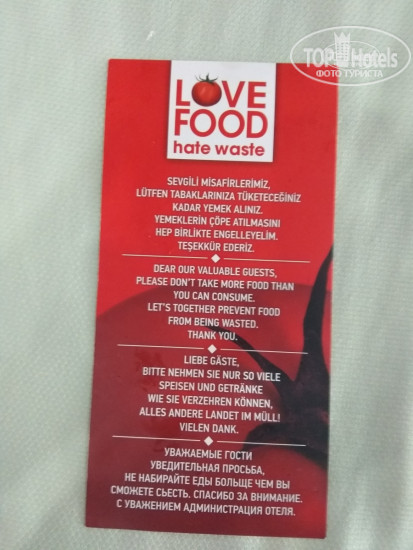 TOP Hotels
ФОТО ТУРИСТА
LOVE
FOOD
hate waste
SEVGİLİ MİSAFİRLERİMİZ,
LÜTFEN TABAKLARINIZA TÜKETECEĞİNİZ
KADAR YEMEK ALINIZ.
YEMEKLERİN ÇÖPE ATILMASINI
HEP BİRLİKTE ENGELLEYELİM.
TEŞEKKÜR EDERİZ.
DEAR OUR VALUABLE GUESTS,
PLEASE DON'T TAKE MORE FOOD THAN
YOU CAN CONSUME.
LET'S TOGETHER PREVENT FOOD
FROM BEING WASTED.
THANK YOU.
LIEBE GÄSTE,
BITTE NEHMEN SIE NUR SO VIELE
SPEISEN UND GETRÄNKE
WIE SIE VERZEHREN KÖNNEN,
ALLES ANDERE LANDET IM MÜLL!
VIELEN DANK.
УВАЖАЕМЫЕ ГОСТИ
УВЕДИТЕЛЬНАЯ ПРОСЬБА,
НЕ НАБИРАЙТЕ ЕДЫ БОЛЬЩЕ ЧЕМ ВЫ
СМОЖЕТЕ СЬЕСТЬ. СПАСИБО ЗА ВНИМАНИЕ.
С УВАЖЕНИЕМ АДМИНИСТРАЦИЯ ОТЕЛЯ.